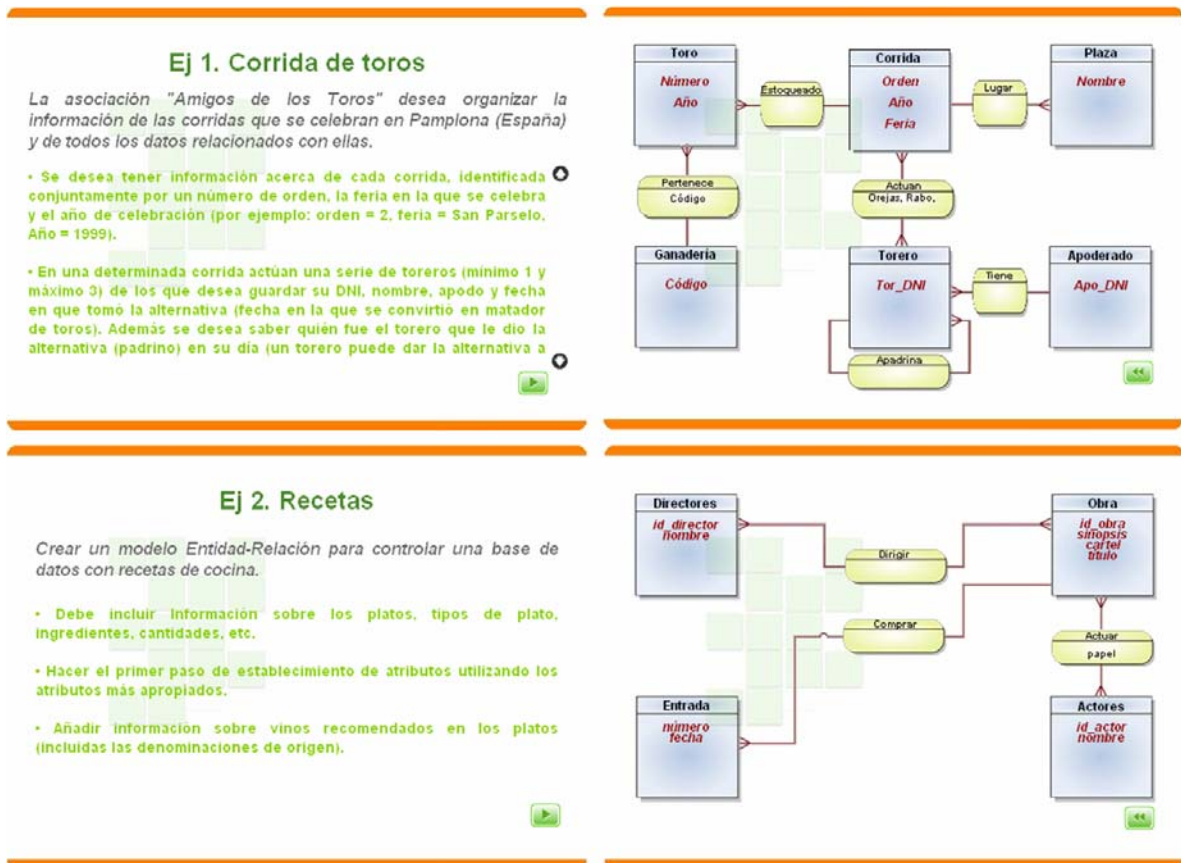 Ej 1. Corrida de toros
La asociación "Amigos de los Toros" desea organizar la
información de las corridas que se celebran en Pamplona (España)
y de todos los datos relacionados con ellas.
• Se desea tener información acerca de cada corrida, identificada
conjuntamente por un número de orden, la feria en la que se celebra
y el año de celebración (por ejemplo: orden = 2, feria = San Parselo,
Año = 1999).
• En una determinada corrida actúan una serie de toreros (mínimo 1 y
máximo 3) de los que desea guardar su DNI, nombre, apodo y fecha
en que tomó la alternativa (fecha en la que se convirtió en matador
de toros). Además se desea saber quién fue el torero que le dio la
alternativa (padrino) en su día (un torero puede dar la alternativa a
Toro
Número
Año
Estoqueado
Corrida
Orden
Año
Feria
Lugar
Plaza
Nombre
Pertenece
Código
Actuan
Orejas, Rabo,
Ganadería
Código
Torero
Tor_DNI
Tiene
Apoderado
Apo_DNI
Apadrina
Ej 2. Recetas
Crear un modelo Entidad-Relación para controlar una base de
datos con recetas de cocina.
• Debe incluir Información sobre los platos, tipos de plato,
ingredientes, cantidades, etc.
• Hacer el primer paso de establecimiento de atributos utilizando los
atributos más apropiados.
• Añadir información sobre vinos recomendados en los platos
(incluidas las denominaciones de origen).
Directores
id_director
nombre
Dirigir
Obra
id_obra
sinopsis
cartel
título
Comprar
Actuar
papel
Entrada
número
fecha
Actores
id_actor
nombre